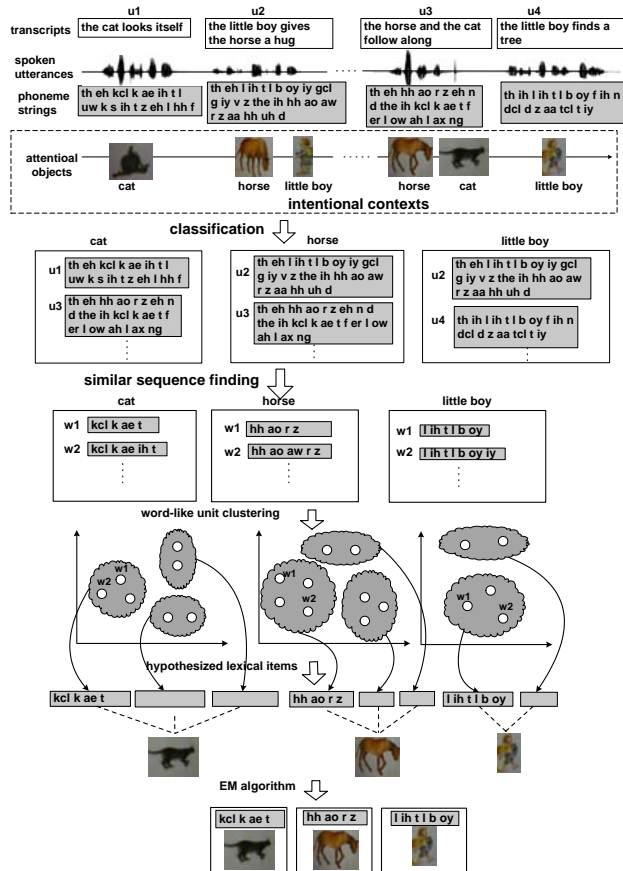 u1
u2
u3
u4
transcripts
the cat looks itself
the little boy gives
the horse a hug
the horse and the cat
follow along
the little boy finds a
tree
spoken
utterances
phoneme
strings
th eh kcl k ae ih t l
uw k s ih t z eh l hh f
th eh l ih t l b oy iy gcl
g iy v z the ih hh ao aw
r z aa hh uh d
th eh hh ao r z eh n
d the ih kcl k ae t f
er l ow ah l ax ng
th ih l ih t l b oy f ih n
dcl d z aa tcl t iy
attentional
objects
cat
horse
little boy
horse
cat
little boy
intentional contexts
classification
cat
horse
little boy
u1
th eh kcl k ae ih t l
uw k s ih t z eh l hh f
u3
th eh hh ao r z eh n
d the ih kcl k ae t f
er l ow ah l ax ng
u2
th eh l ih t l b oy iy gcl
g iy v z the ih hh ao aw
r z aa hh uh d
u3
th eh hh ao r z eh n d
the ih kcl k ae t f er l ow
ah l ax ng
u2
th eh l ih t l b oy iy gcl
g iy v z the ih hh ao aw
r z aa hh uh d
u4
th ih l ih t l b oy f ih n
dcl d z aa tcl t iy
similar sequence finding
cat
horse
little boy
w1
kcl k ae t
w2
kcl k ae ih t
w1
hh ao r z
w2
hh ao aw r z
w1
l ih t l b oy
w2
l ih t l b oy iy
word-like unit clustering
w1
w2
w1
w2
w1
w2
hypothesized lexical items
kcl k ae t
hh ao r z
l ih t l b oy
EM algorithm
kcl k ae t
hh ao r z
l ih t l b oy